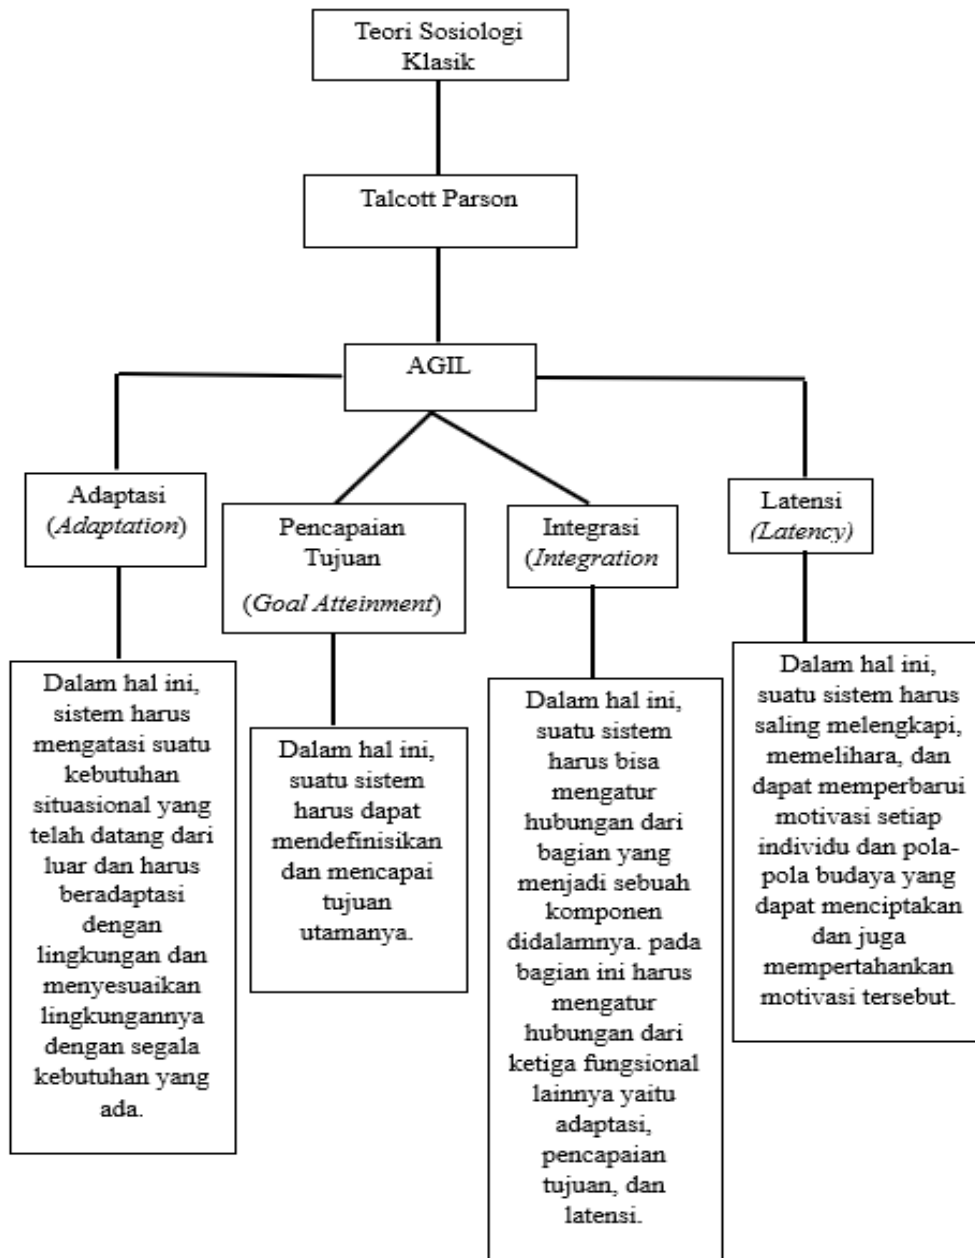 Teori Sosiologi
Klasik
Talcott Parson
AGIL
Adaptasi
(Adaptation)
Pencapaian
Tujuan
(Goal Atteinment)
Integrasi
(Integration
Latensi
(Latency)
Dalam hal ini,
sistem harus
mengatasi suatu
kebutuhan
situasional yang
telah datang dari
luar dan harus
beradaptasi
dengan
lingkungan dan
menyesuaikan
lingkungannya
dengan segala
kebutuhan yang
ada.
Dalam hal ini,
suatu sistem
harus dapat
mendefinisikan
dan mencapai
tujuan
utamanya.
Dalam hal ini,
suatu sistem
harus bisa
mengatur
hubungan dari
bagian yang
menjadi sebuah
komponen
didalamnya. pada
bagian ini harus
mengatur
hubungan dari
ketiga fungsional
lainnya yaitu
adaptasi,
pencapaian
tujuan, dan
latensi.
Dalam hal ini,
suatu sistem harus
saling melengkapi,
memelihara, dan
dapat memperbarui
motivasi setiap
individu dan pola-
pola budaya yang
dapat menciptakan
dan juga
mempertahankan
motivasi tersebut.